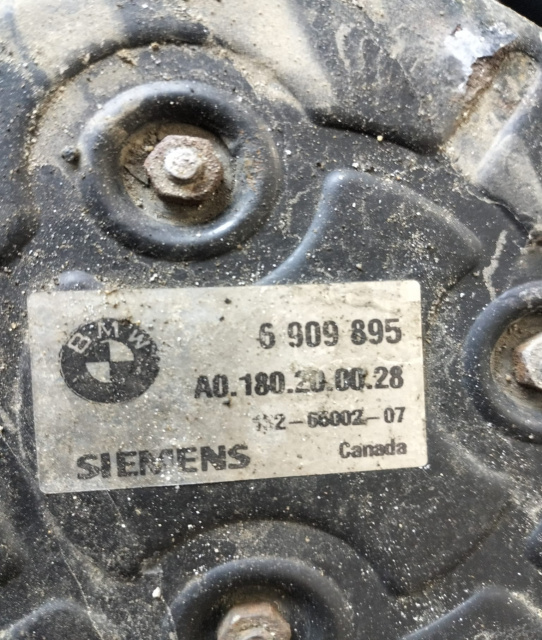 BMW
6 909 895
A0.180.20.00.28
Canada
SIEMENS